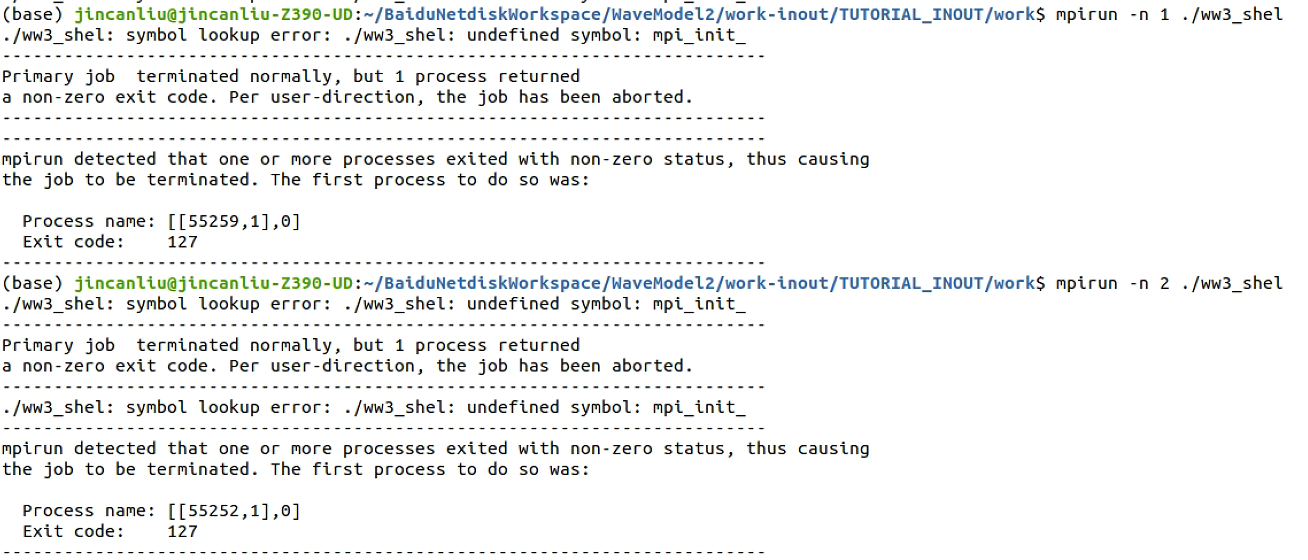 (base) jincanliu@jincanliu-Z390-UD:~/BaiduNetdiskWorkspace/WaveModel2/work-inout/TUTORIAL_INOUT/work$ mpirun -n 1 ./ww3_shel
./ww3_shel: symbol lookup error: ./ww3_shel: undefined symbol: mpi_init_
--------------------------------------------------------------------------
Primary job  terminated normally, but 1 process returned
a non-zero exit code. Per user-direction, the job has been aborted.
--------------------------------------------------------------------------
--------------------------------------------------------------------------
mpirun detected that one or more processes exited with non-zero status, thus causing
the job to be terminated. The first process to do so was:

  Process name: [[55259,1],0]
  Exit code:    127
--------------------------------------------------------------------------
(base) jincanliu@jincanliu-Z390-UD:~/BaiduNetdiskWorkspace/WaveModel2/work-inout/TUTORIAL_INOUT/work$ mpirun -n 2 ./ww3_shel
./ww3_shel: symbol lookup error: ./ww3_shel: undefined symbol: mpi_init_
--------------------------------------------------------------------------
Primary job  terminated normally, but 1 process returned
a non-zero exit code. Per user-direction, the job has been aborted.
--------------------------------------------------------------------------
./ww3_shel: symbol lookup error: ./ww3_shel: undefined symbol: mpi_init_
--------------------------------------------------------------------------
mpirun detected that one or more processes exited with non-zero status, thus causing
the job to be terminated. The first process to do so was:

  Process name: [[55252,1],0]
  Exit code:    127
--------------------------------------------------------------------------